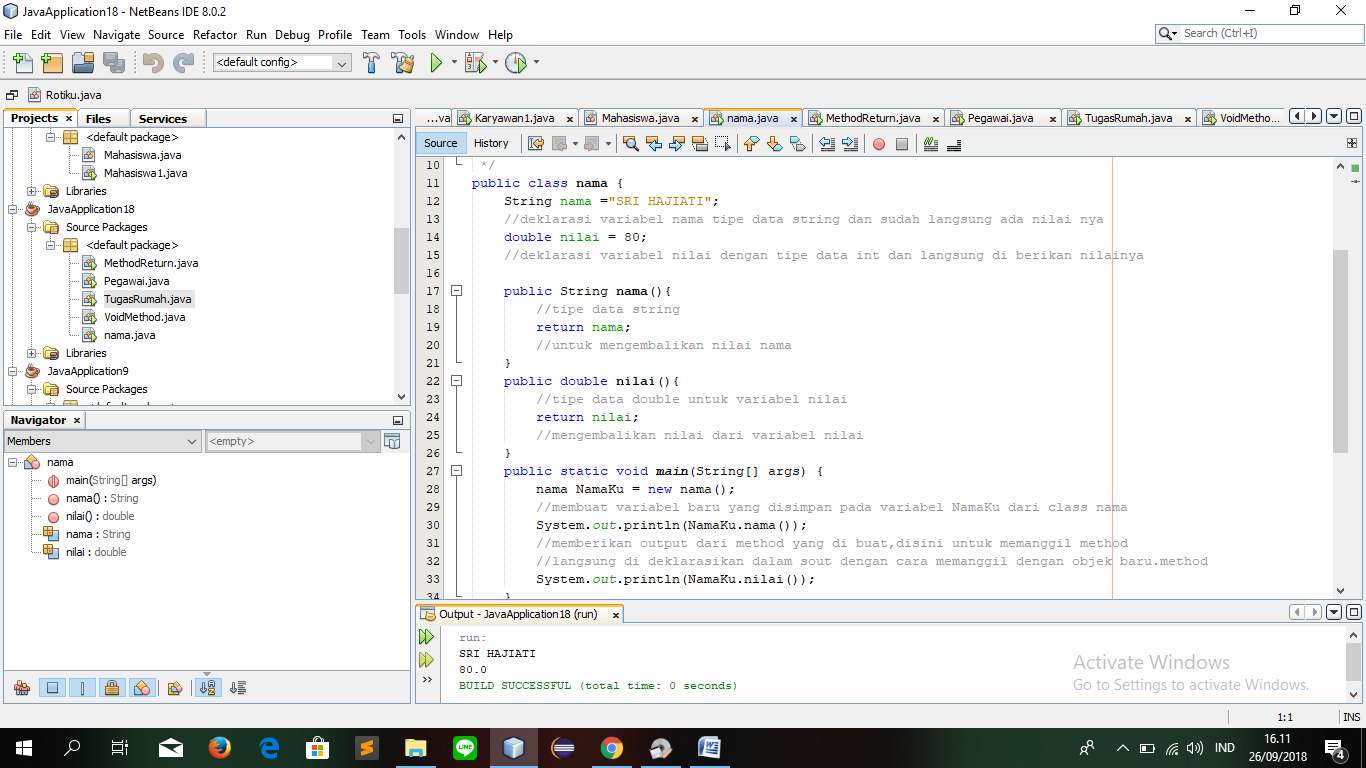 JavaApplication18 - NetBeans IDE 8.0.2
File Edit View Navigate Source Refactor Run Debug Profile Team Tools Window Help
Search (Ctrl+I)
<default config>
Rotiku.java
Projects Files Services
<default package>
Mahasiswa.java
Mahasiswa1.java
Libraries
JavaApplication18
Source Packages
<default package>
MethodReturn.java
Pegawai.java
TugasRumah.java
VoidMethod.java
nama.java
Libraries
JavaApplication9
Source Packages
Navigator
Members
<empty>
nama
main(String[] args)
nama() : String
nilai() : double
nama : String
nilai : double
...va Karyawan1.java Mahasiswa.java nama.java MethodReturn.java Pegawai.java TugasRumah.java VoidMetho...
Source History
10 */
11 public class nama {
12 String nama ="SRI HAJIATI";
13 //deklarasi variabel nama tipe data string dan sudah langsung ada nilai nya
14 double nilai = 80;
15 //deklarasi variabel nilai dengan tipe data int dan langsung di berikan nilainya
16
17 public String nama(){
18 //tipe data string
19 return nama;
20 //untuk mengembalikan nilai nama
21 }
22 public double nilai(){
23 //tipe data double untuk variabel nilai
24 return nilai;
25 //mengembalikan nilai dari variabel nilai
26 }
27 public static void main(String[] args) {
28 nama NamaKu = new nama();
29 //membuat variabel baru yang disimpan pada variabel NamaKu dari class nama
30 System.out.println(NamaKu.nama());
31 //memberikan output dari method yang di buat,disini untuk memanggil method
32 //langsung di deklarasikan dalam sout dengan cara memanggil dengan objek baru.method
33 System.out.println(NamaKu.nilai());
34 }
Output - JavaApplication18 (run)
run:
SRI HAJIATI
80.0
BUILD SUCCESSFUL (total time: 0 seconds)
Activate Windows
Go to Settings to activate Windows.
1:1 INS
IND
16.11
26/09/2018
4